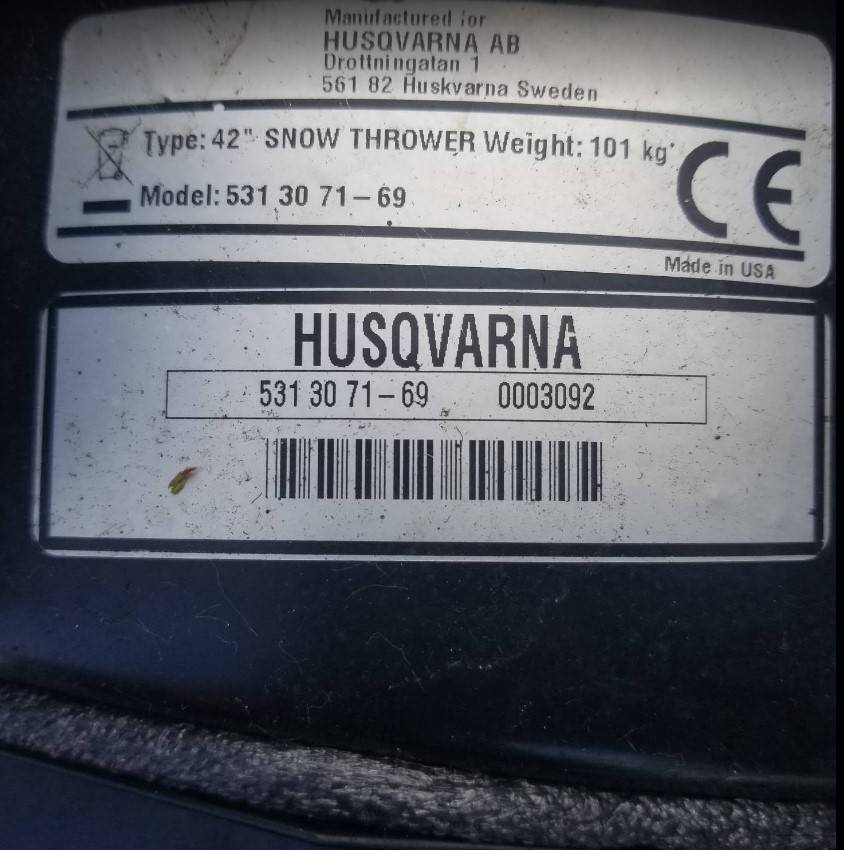 Manufactured for
HUSQVARNA AB
Drottningatan 1
561 82 Huskvarna Sweden
Type: 42" SNOW THROWER Weight: 101 kg
Model: 531 30 71-69
CE
Made in USA
HUSQVARNA
531 30 71-69 0003092